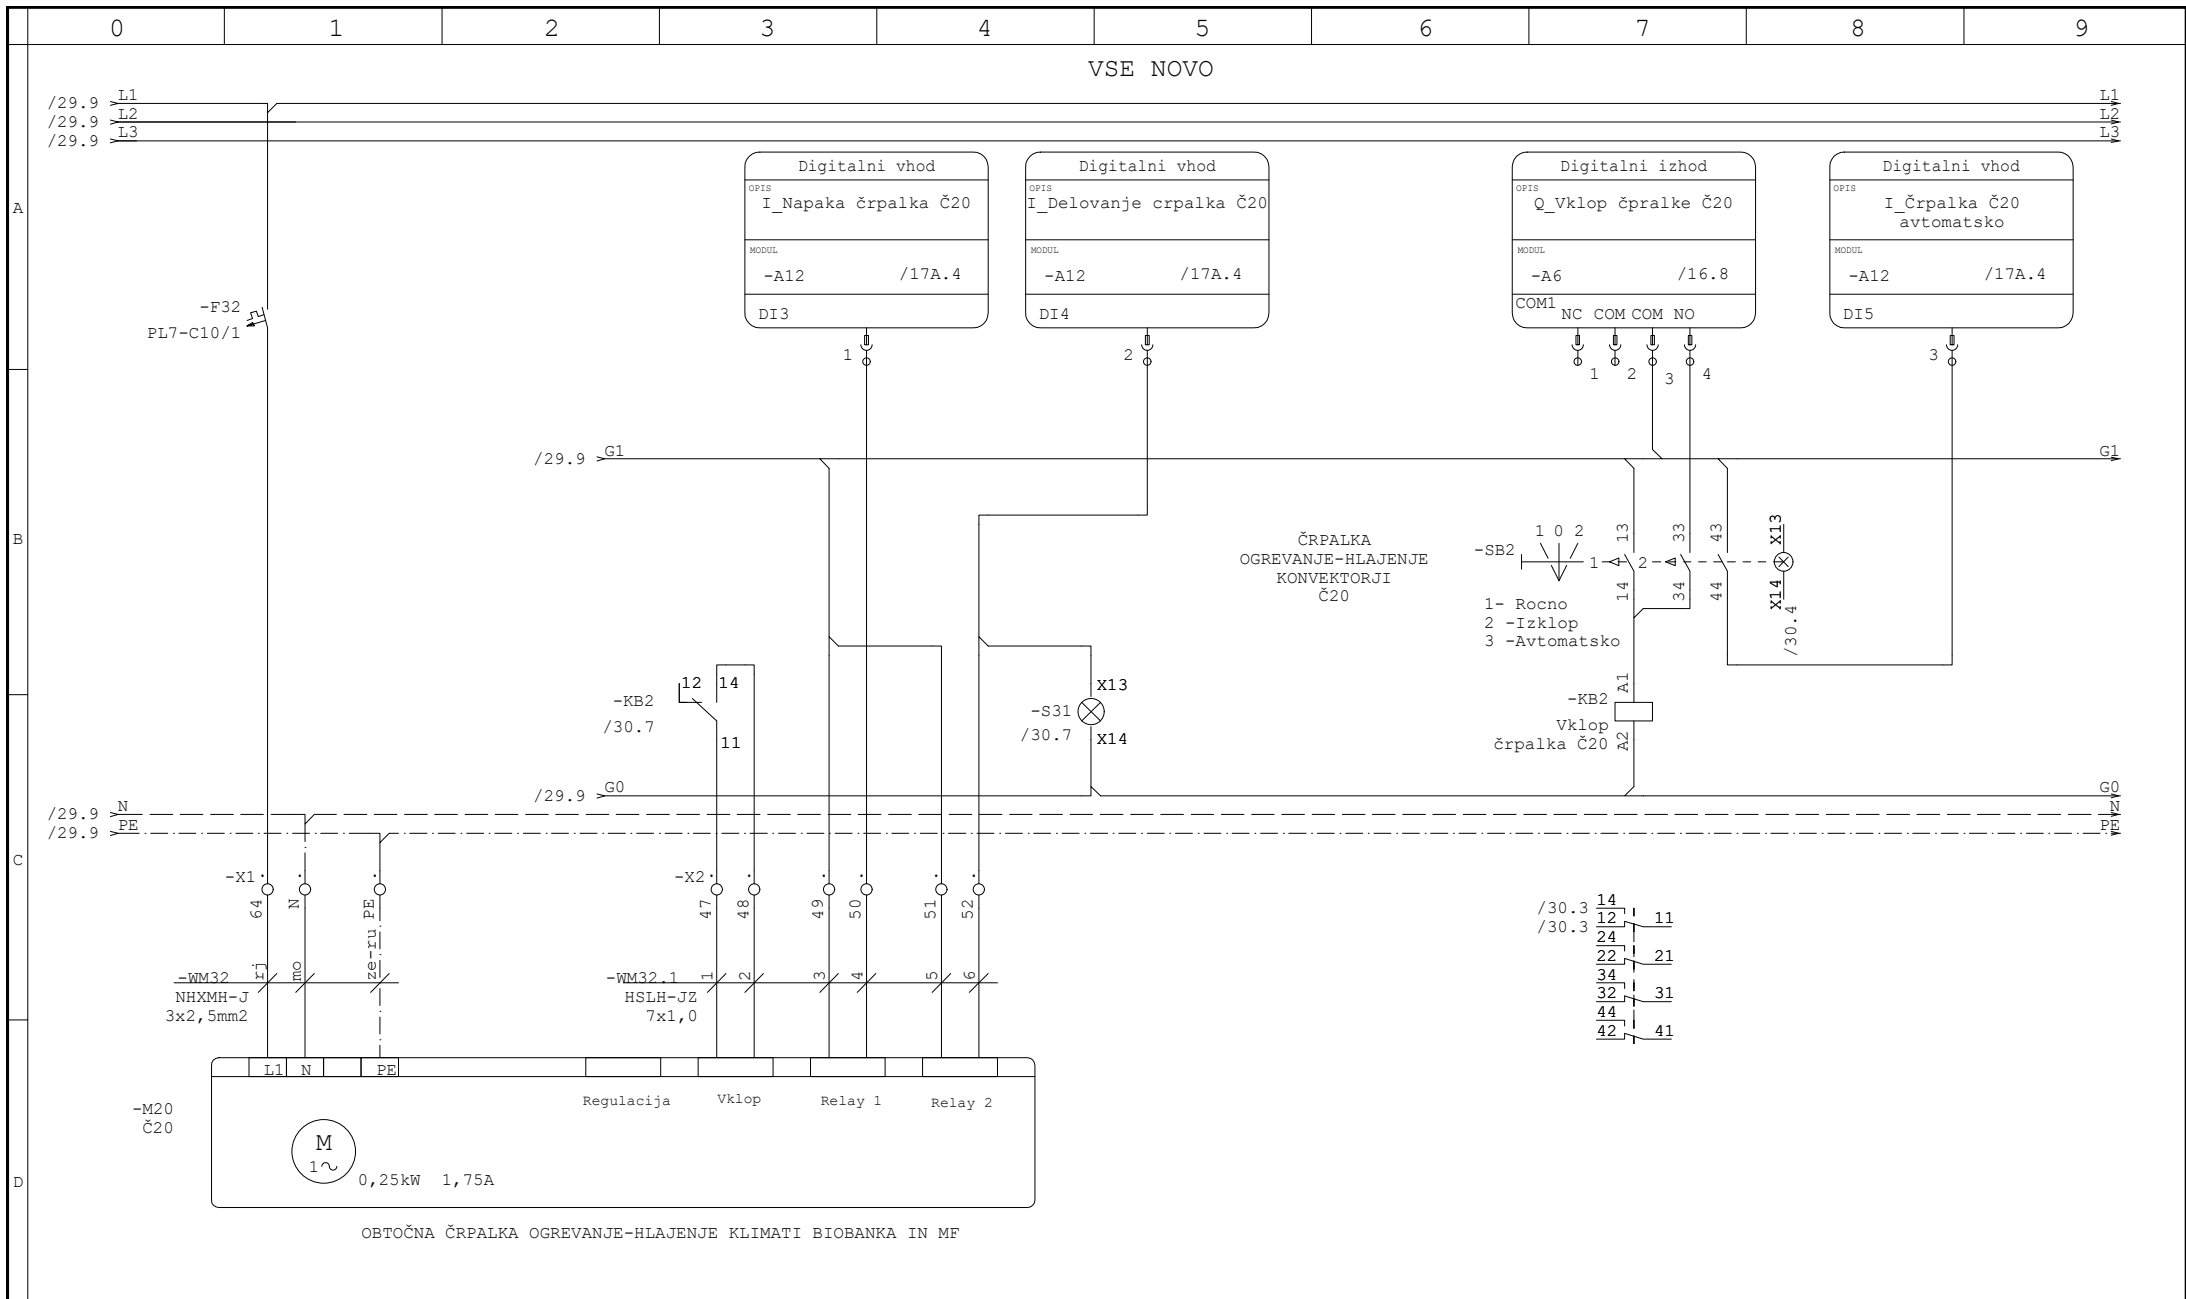 0 1 2 3 4 5 6 7 8 9
VSE NOVO
/29.9 L1 L1
/29.9 L2 L2
/29.9 L3 L3
A
Digitalni vhod
OPIS
I_Napaka črpalka Č20
MODUL
-A12 /17A.4
DI3
1
Digitalni vhod
OPIS
I_Delovanje crpalka Č20
MODUL
-A12 /17A.4
DI4
2
Digitalni izhod
OPIS
Q_Vklop čpralke Č20
MODUL
-A6 /16.8
COM1
NC COM COM NO
1 2 3 4
Digitalni vhod
OPIS
I_Črpalka Č20
avtomatsko
MODUL
-A12 /17A.4
DI5
3
-F32
PL7-C10/1
/29.9 G1 G1
B
ČRPALKA
OGREVANJE-HLAJENJE
KONVEKTORJI
Č20
-SB2
1 0 2
1 2
13 33 43
14 34 44
X13
X14
/30.4
1- Rocno
2 -Izklop
3 -Avtomatsko
-KB2
/30.7
12 14
11
-S31
/30.7
X13
X14
-KB2
Vklop
črpalka Č20
A1
A2
/29.9 G0 G0
/29.9 N N
/29.9 PE PE
C
-X1
64 N PE
-X2
47 48 49 50 51 52
-WM32
NHXMH-J
3x2,5mm2
rj mo ze-ru
-WM32.1
HSLH-JZ
7x1,0
1 2 3 4 5 6
/30.3 14
/30.3 12 11
24
22 21
34
32 31
44
42 41
D
-M20
Č20
L1 N PE
Regulacija Vklop Relay 1 Relay 2
M
1~
0,25kW 1,75A
OBTOČNA ČRPALKA OGREVANJE-HLAJENJE KLIMATI BIOBANKA IN MF